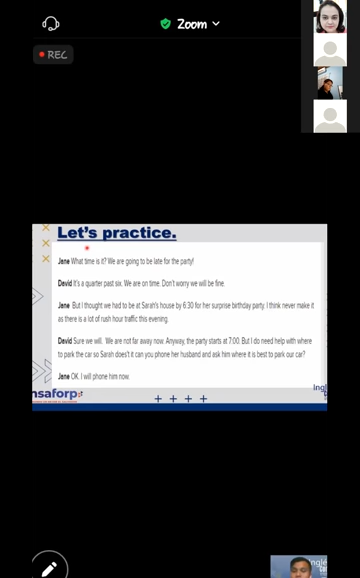 Zoom
REC
Let's practice.
Jane What time is it? We are going to be late for the party!
David It's a quarter past six. We are on time. Don't worry we will be fine.
Jane But I thought we had to be at Sarah's house by 6:30 for her surprise birthday party. I think never make it
as there is a lot of rush hour traffic this evening.
David Sure we will. We are not far away now. Anyway, the party starts at 7:00. But I do need help with where
to park the car so Sarah does't it can you phone her husband and ask him where it is best to park our car?
Jane OK. I will phone him now.
nsaforp